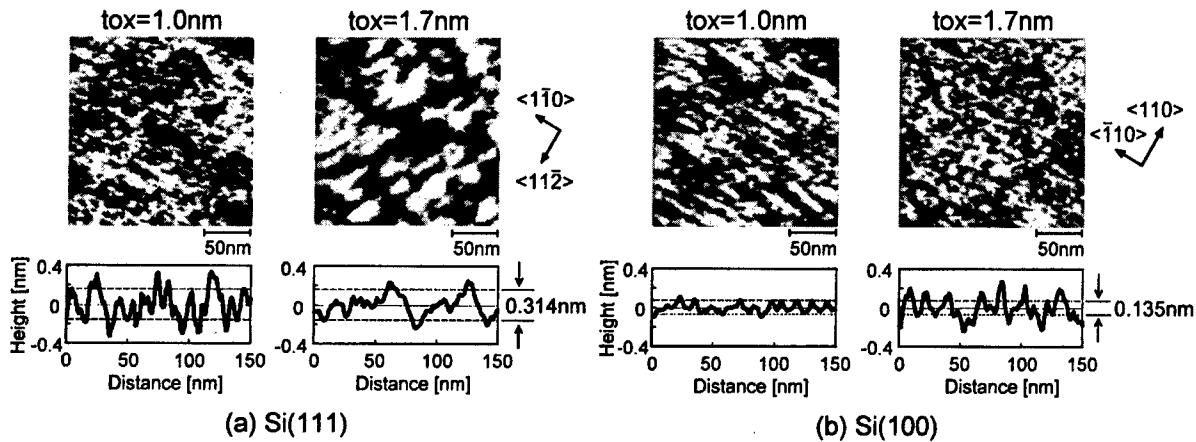 tox=1.0nm
tox=1.7nm
tox=1.0nm
tox=1.7nm
<11̅0>
<112̅>
<110>
<1̅10>
50nm
50nm
50nm
50nm
Height [nm]
0.4
0
-0.4
0 50 100 150
Distance [nm]
0.4
0
-0.4
0 50 100 150
Distance [nm]
0.314nm
Height [nm]
0.4
0
-0.4
0 50 100 150
Distance [nm]
0.4
0
-0.4
0 50 100 150
Distance [nm]
0.135nm
(a) Si(111)
(b) Si(100)